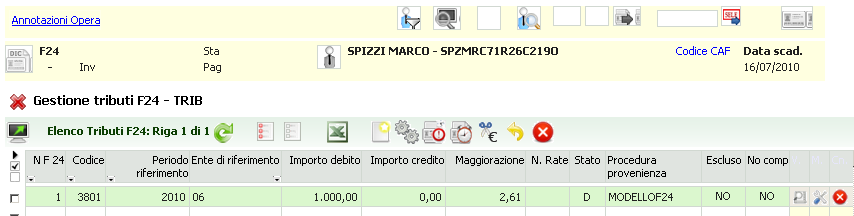 Annotazioni Opera
DIC F24 Sta SPIZZI MARCO - SPZMRC71R26C219O Codice CAF Data scad.
- Inv Pag 16/07/2010
Gestione tributi F24 - TRIB
Elenco Tributi F24: Riga 1 di 1
N F 24 Codice Periodo riferimento Ente di riferimento Importo debito Importo credito Maggiorazione N. Rate Stato Procedura provenienza Escluso No comp
1 3801 2010 06 1.000,00 0,00 2,61 D MODELLOF24 NO NO